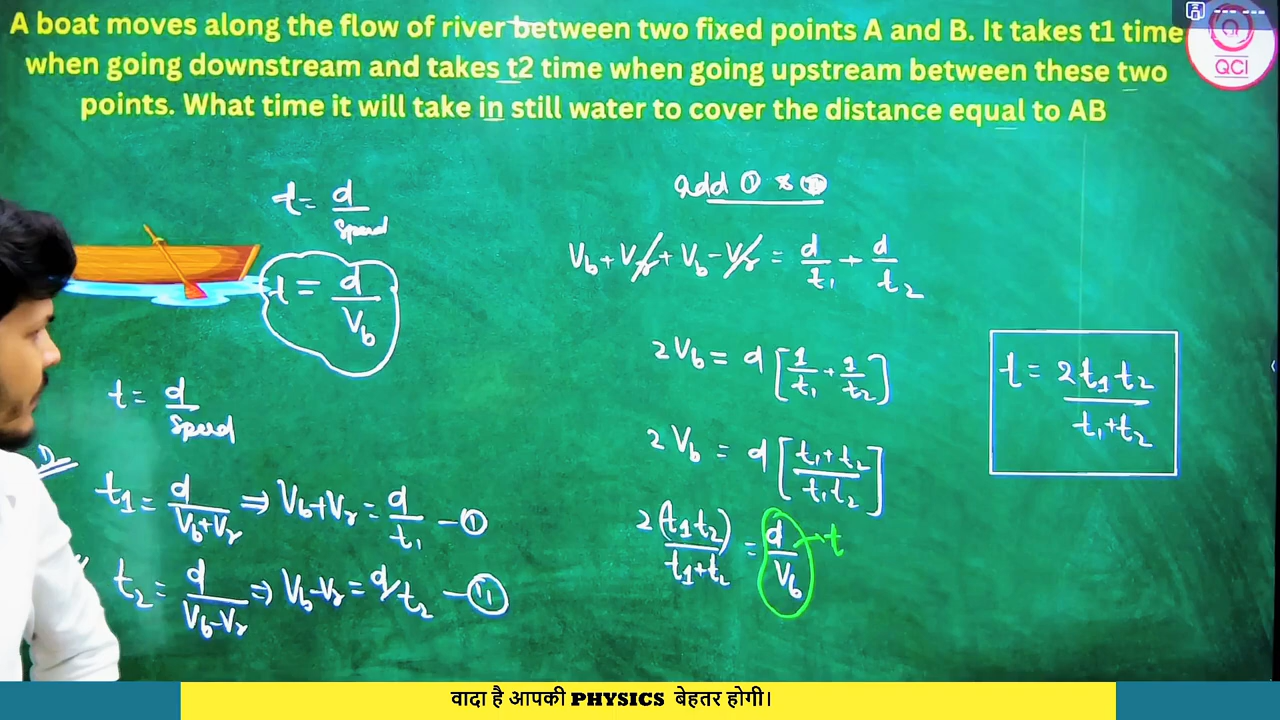 A boat moves along the flow of river between two fixed points A and B. It takes t1 time
when going downstream and takes t2 time when going upstream between these two
points. What time it will take in still water to cover the distance equal to AB
QCI
t = d/speed
t = d/V_b
t = d/speed
D
t₁ = d/(V_b+V_r) ⇒ V_b+V_r = d/t₁ —①
t₂ = d/(V_b-V_r) ⇒ V_b-V_r = d/t₂ —⑪
add ① & ⑪
V_b + V_r + V_b - V_r = d/t₁ + d/t₂
2V_b = d[1/t₁ + 1/t₂]
2V_b = d[(t₁+t₂)/(t₁t₂)]
2(t₁t₂)/(t₁+t₂) = d/V_b → t
t = 2t₁t₂/(t₁+t₂)
वादा है आपकी PHYSICS बेहतर होगी।